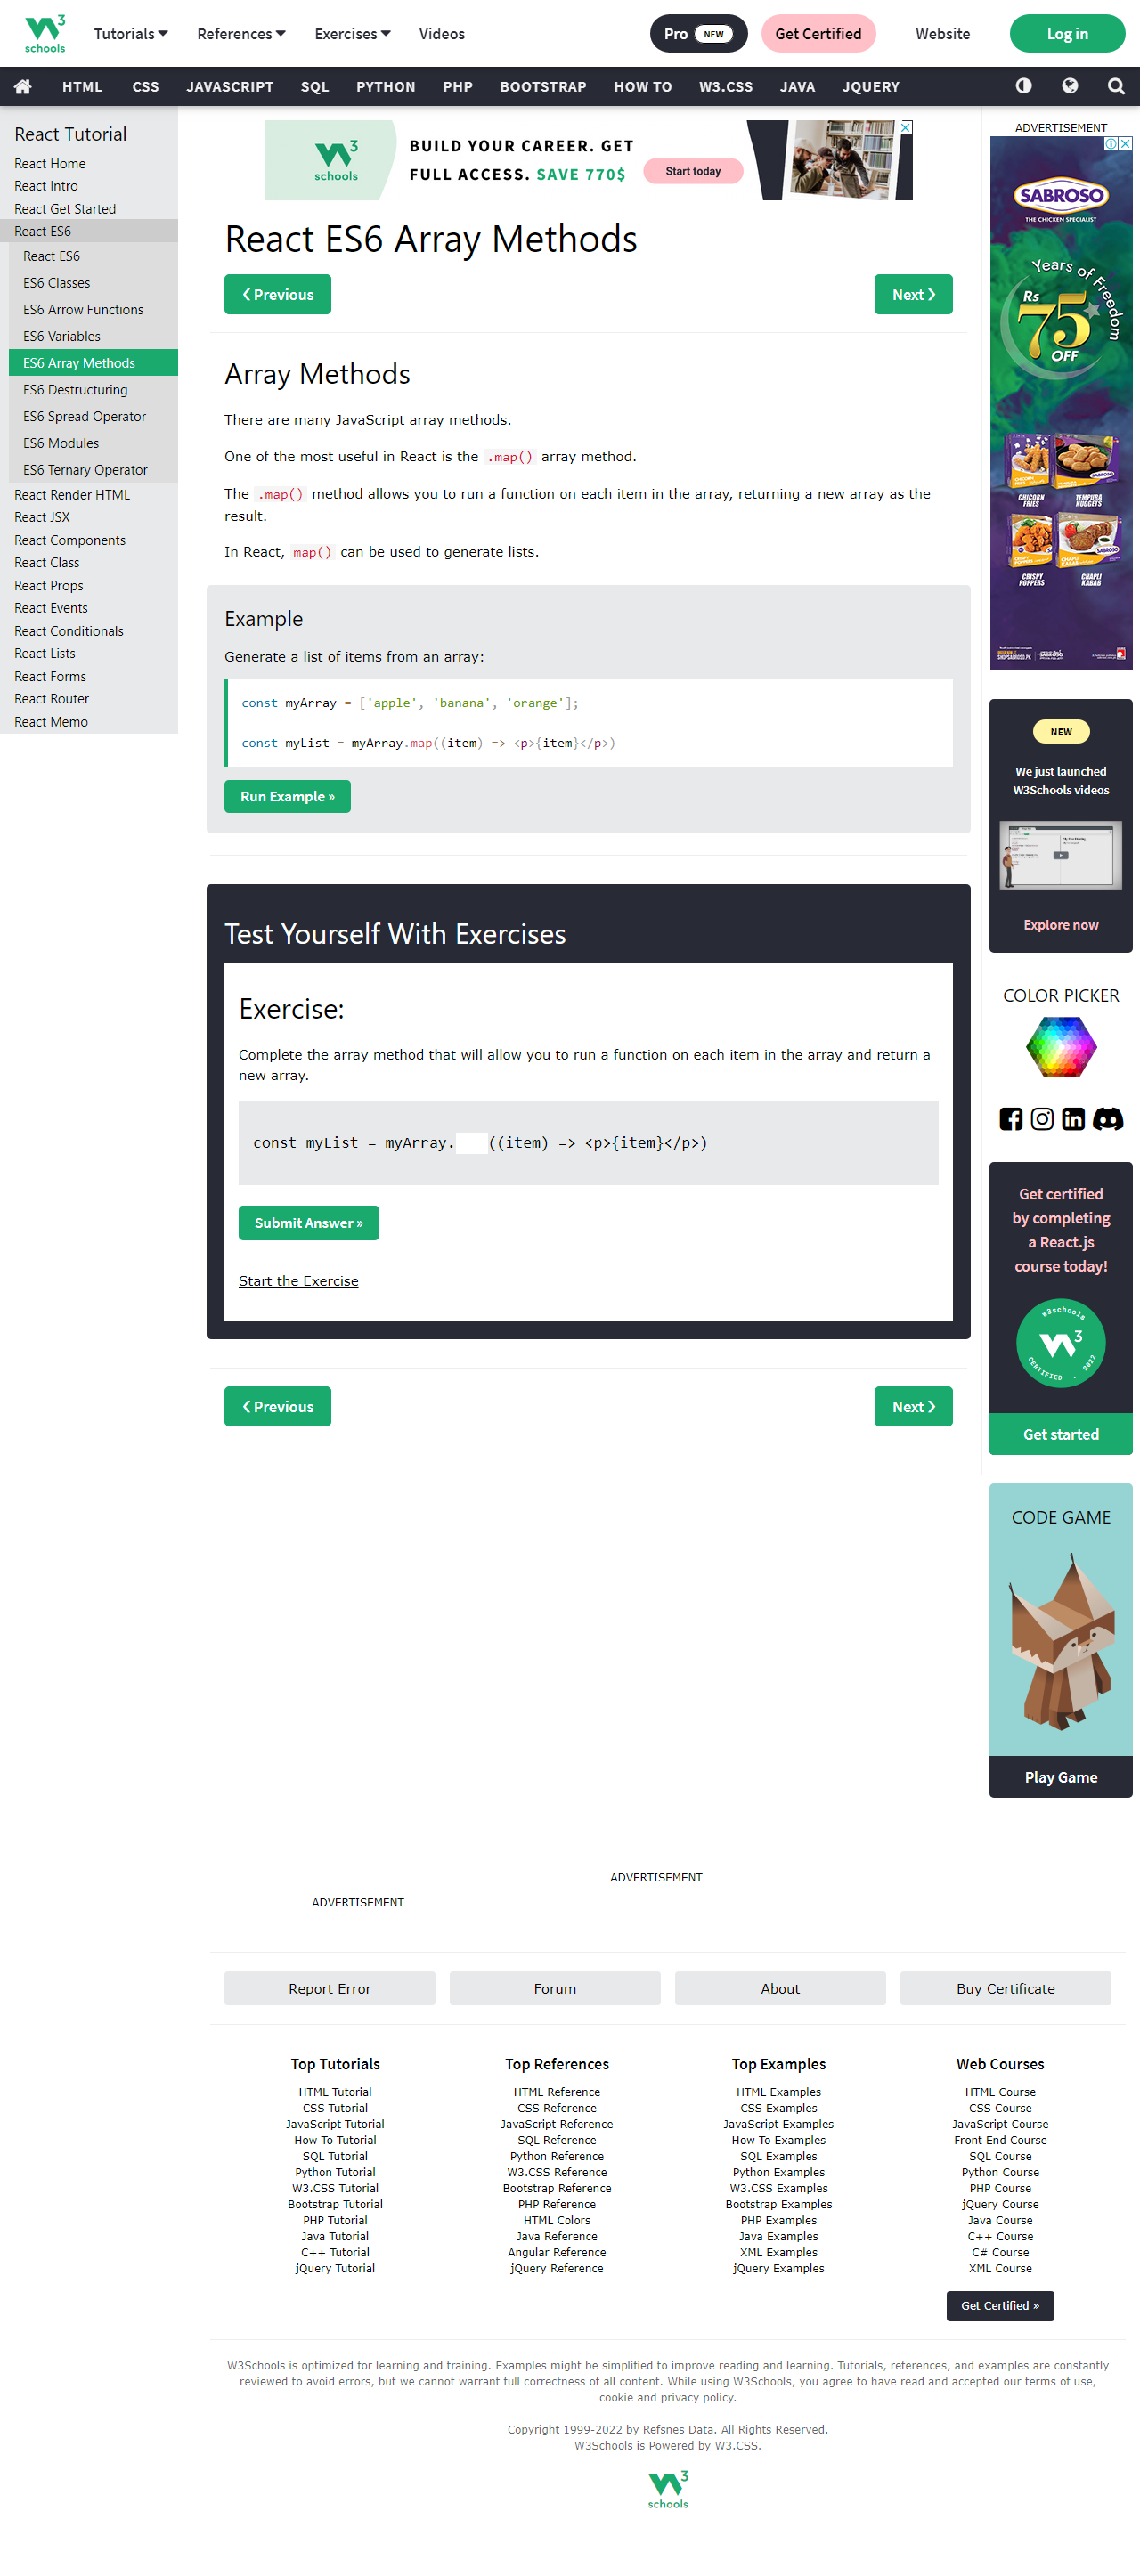 W3 schools
Tutorials References Exercises Videos Pro NEW Get Certified Website Log in
HTML CSS JAVASCRIPT SQL PYTHON PHP BOOTSTRAP HOW TO W3.CSS JAVA JQUERY
React Tutorial
React Home
React Intro
React Get Started
React ES6
React ES6
ES6 Classes
ES6 Arrow Functions
ES6 Variables
ES6 Array Methods
ES6 Destructuring
ES6 Spread Operator
ES6 Modules
ES6 Ternary Operator
React Render HTML
React JSX
React Components
React Class
React Props
React Events
React Conditionals
React Lists
React Forms
React Router
React Memo
W3 schools
BUILD YOUR CAREER. GET
FULL ACCESS. SAVE 770$
Start today
React ES6 Array Methods
❮ Previous
Next ❯
Array Methods
There are many JavaScript array methods.
One of the most useful in React is the .map() array method.
The .map() method allows you to run a function on each item in the array, returning a new array as the
result.
In React, map() can be used to generate lists.
Example
Generate a list of items from an array:
const myArray = ['apple', 'banana', 'orange'];
const myList = myArray.map((item) => <p>{item}</p>)
Run Example »
Test Yourself With Exercises
Exercise:
Complete the array method that will allow you to run a function on each item in the array and return a
new array.
const myList = myArray. ((item) => <p>{item}</p>)
Submit Answer »
Start the Exercise
❮ Previous
Next ❯
ADVERTISEMENT
SABROSO
THE CHICKEN SPECIALIST
Years of Freedom
Rs
75
OFF
CHICORN
FRIES
TEMPURA
NUGGETS
CRISPY
POPPERS
CHAPLI
KABAB
SHOPSABROSO.PK
NEW
We just launched
W3Schools videos
Explore now
COLOR PICKER
Get certified
by completing
a React.js
course today!
w3schools
W3
CERTIFIED . 2022
Get started
CODE GAME
Play Game
ADVERTISEMENT
ADVERTISEMENT
Report Error
Forum
About
Buy Certificate
Top Tutorials
HTML Tutorial
CSS Tutorial
JavaScript Tutorial
How To Tutorial
SQL Tutorial
Python Tutorial
W3.CSS Tutorial
Bootstrap Tutorial
PHP Tutorial
Java Tutorial
C++ Tutorial
jQuery Tutorial
Top References
HTML Reference
CSS Reference
JavaScript Reference
SQL Reference
Python Reference
W3.CSS Reference
Bootstrap Reference
PHP Reference
HTML Colors
Java Reference
Angular Reference
jQuery Reference
Top Examples
HTML Examples
CSS Examples
JavaScript Examples
How To Examples
SQL Examples
Python Examples
W3.CSS Examples
Bootstrap Examples
PHP Examples
Java Examples
XML Examples
jQuery Examples
Web Courses
HTML Course
CSS Course
JavaScript Course
Front End Course
SQL Course
Python Course
PHP Course
jQuery Course
Java Course
C++ Course
C# Course
XML Course
Get Certified »
W3Schools is optimized for learning and training. Examples might be simplified to improve reading and learning. Tutorials, references, and examples are constantly
reviewed to avoid errors, but we cannot warrant full correctness of all content. While using W3Schools, you agree to have read and accepted our terms of use,
cookie and privacy policy.
Copyright 1999-2022 by Refsnes Data. All Rights Reserved.
W3Schools is Powered by W3.CSS.
W3 schools